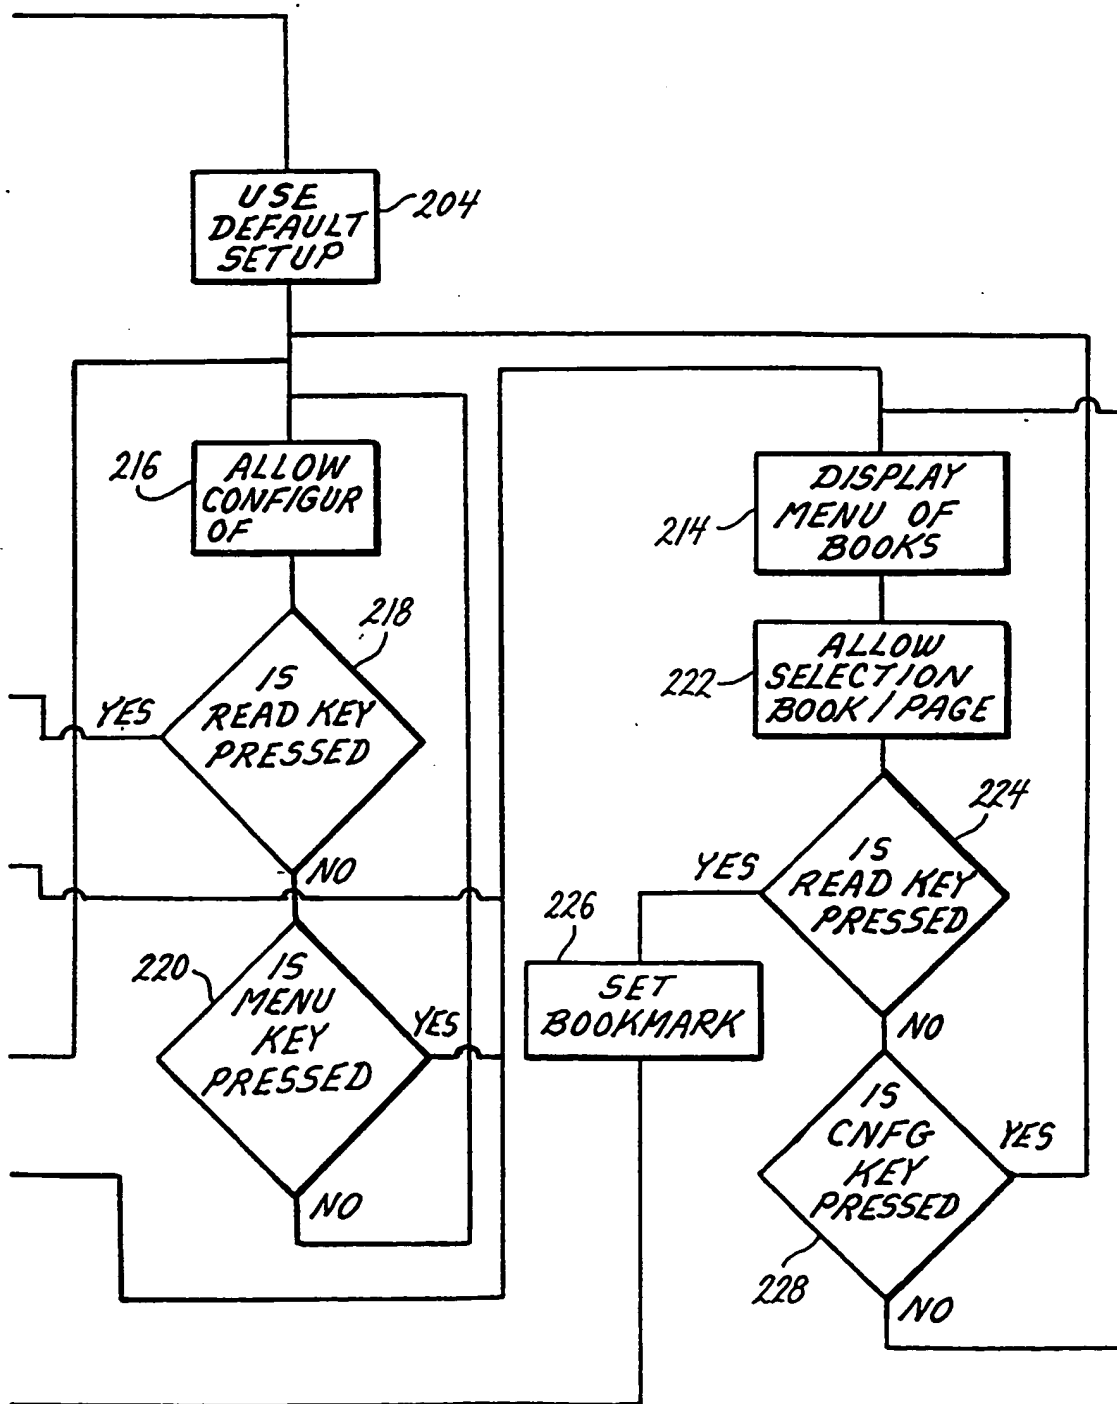 USE
DEFAULT
SETUP
204
216
ALLOW
CONFIGUR
OF
218
IS
READ KEY
PRESSED
YES
NO
220
IS
MENU
KEY
PRESSED
YES
NO
214
DISPLAY
MENU OF
BOOKS
222
ALLOW
SELECTION
BOOK/PAGE
224
IS
READ KEY
PRESSED
YES
NO
226
SET
BOOKMARK
IS
CNFG
KEY
PRESSED
YES
228
NO